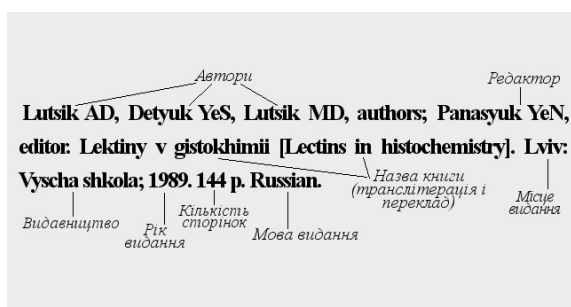 Автори
Редактор
Lutsik AD, Detyuk YeS, Lutsik MD, authors; Panasyuk YeN,
editor. Lektiny v gistokhimii [Lectins in histochemistry]. Lviv:
Vyscha shkola; 1989. 144 p. Russian.
Назва книги
(транслітерація і
переклад)
Місце
видання
Видавництво
Рік
видання
Кількість
сторінок
Мова видання